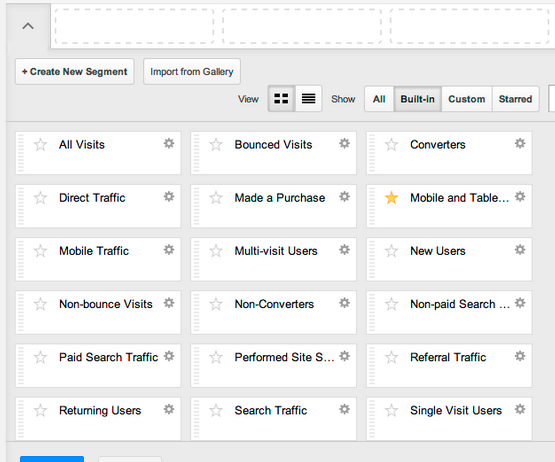 + Create New Segment Import from Gallery
View Show All Built-in Custom Starred
All Visits Bounced Visits Converters
Direct Traffic Made a Purchase Mobile and Table...
Mobile Traffic Multi-visit Users New Users
Non-bounce Visits Non-Converters Non-paid Search ...
Paid Search Traffic Performed Site S... Referral Traffic
Returning Users Search Traffic Single Visit Users